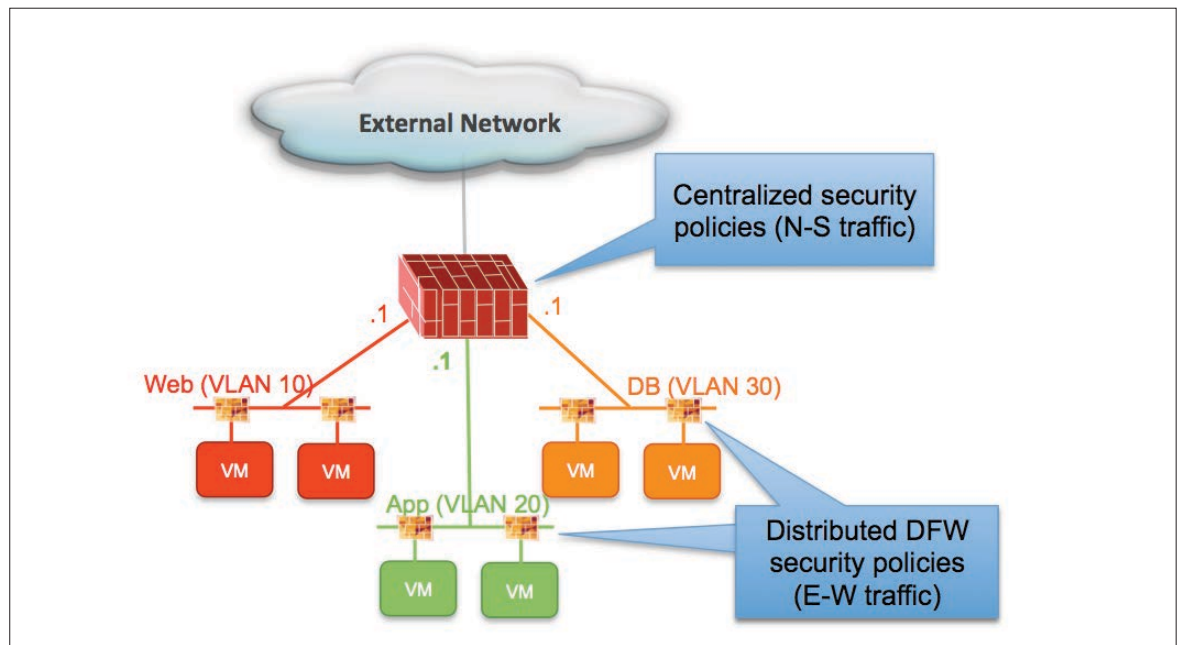 External Network
Centralized security
policies (N-S traffic)
.1
.1
.1
Web (VLAN 10)
DB (VLAN 30)
VM
VM
VM
VM
App (VLAN 20)
Distributed DFW
security policies
(E-W traffic)
VM
VM